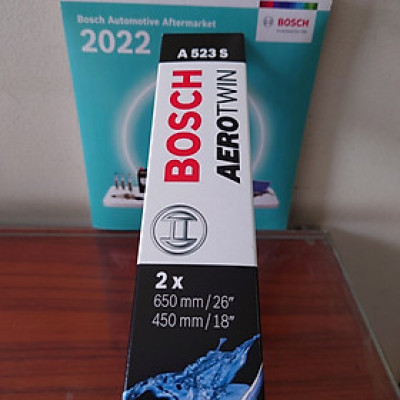 Bosch Automotive Aftermarket
2022
BOSCH
A 523 S
BOSCH
AEROTWIN
2 x
650 mm/26"
450 mm/18"